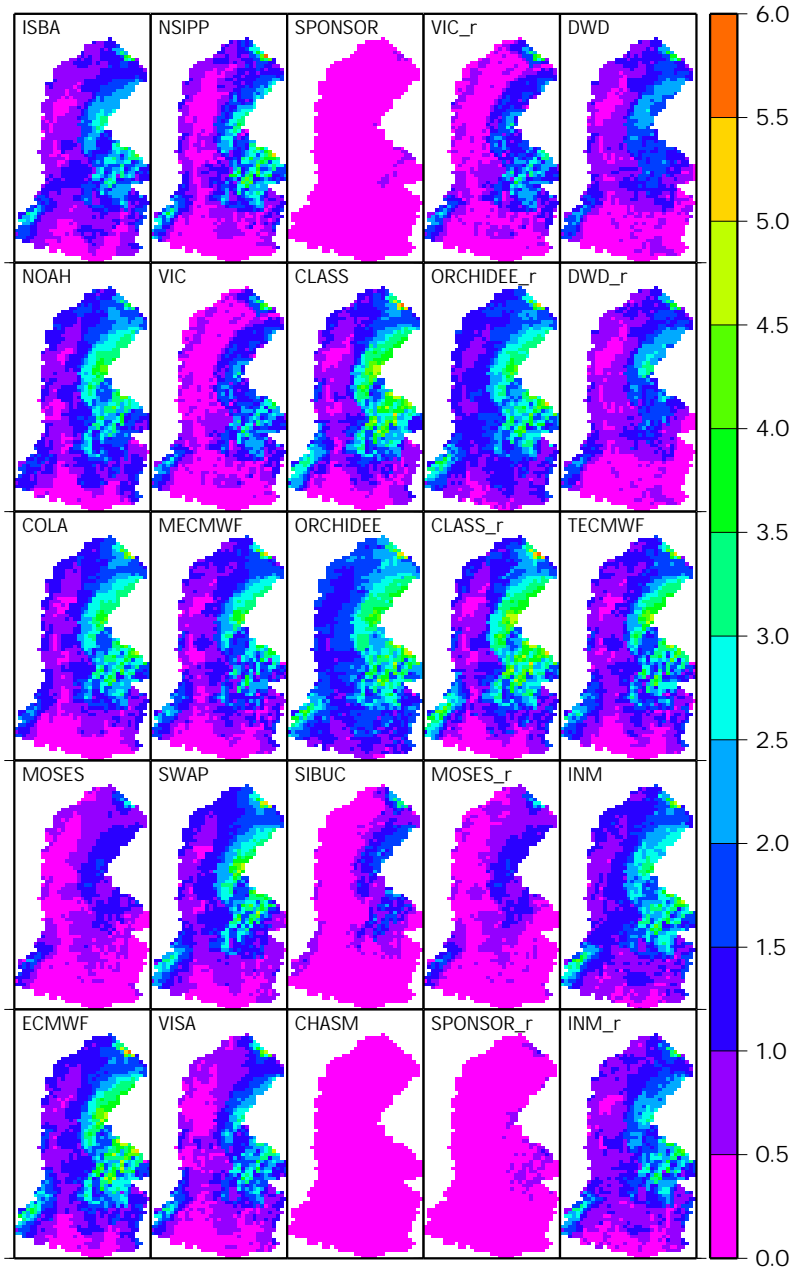 ISBA NSIPP SPONSOR VIC_r DWD
NOAH VIC CLASS ORCHIDEE_r DWD_r
COLA MECMWF ORCHIDEE CLASS_r TECMWF
MOSES SWAP SIBUC MOSES_r INM
ECMWF VISA CHASM SPONSOR_r INM_r
6.0
5.5
5.0
4.5
4.0
3.5
3.0
2.5
2.0
1.5
1.0
0.5
0.0